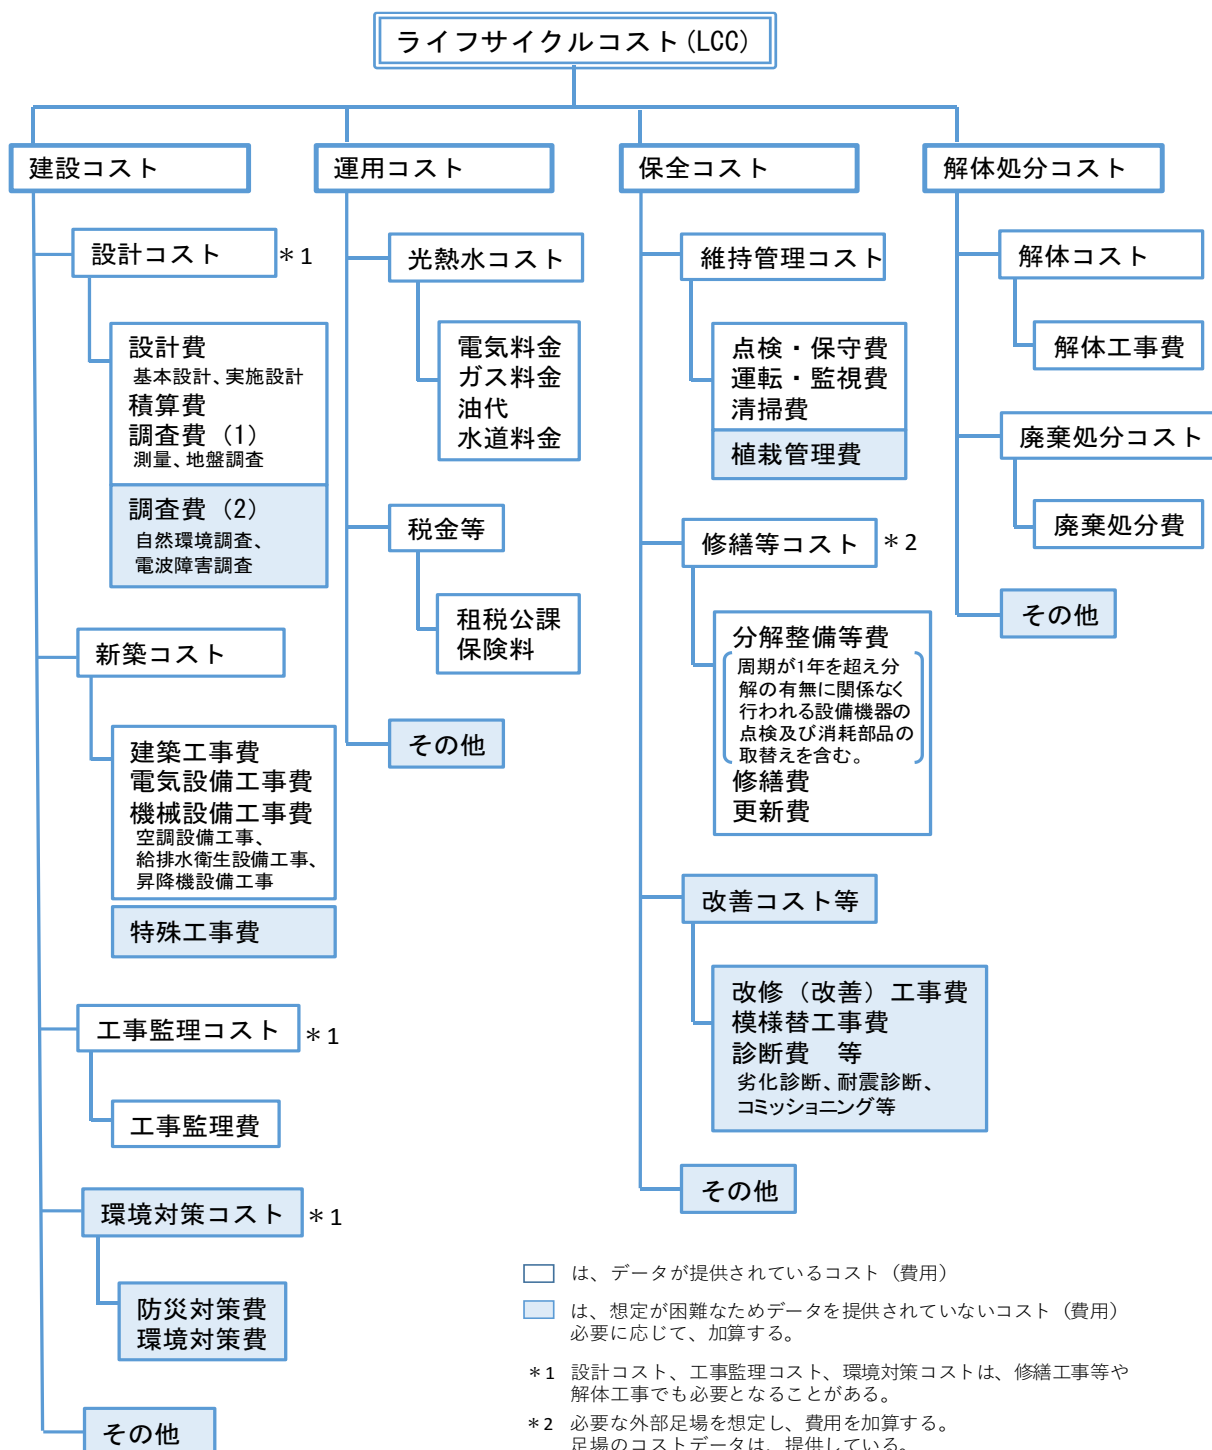 ライフサイクルコスト(LCC)
建設コスト
設計コスト
＊1
設計費
基本設計、実施設計
積算費
調査費（1）
測量、地盤調査
調査費（2）
自然環境調査、
電波障害調査
新築コスト
建築工事費
電気設備工事費
機械設備工事費
空調設備工事、
給排水衛生設備工事、
昇降機設備工事
特殊工事費
工事監理コスト
＊1
工事監理費
環境対策コスト
＊1
防災対策費
環境対策費
その他
運用コスト
光熱水コスト
電気料金
ガス料金
油代
水道料金
税金等
租税公課
保険料
その他
保全コスト
維持管理コスト
点検・保守費
運転・監視費
清掃費
植栽管理費
修繕等コスト
＊2
分解整備等費
周期が1年を超え分
解の有無に関係なく
行われる設備機器の
点検及び消耗部品の
取替えを含む。
修繕費
更新費
改善コスト等
改修（改善）工事費
模様替工事費
診断費　等
劣化診断、耐震診断、
コミッショニング等
その他
解体処分コスト
解体コスト
解体工事費
廃棄処分コスト
廃棄処分費
その他
は、データが提供されているコスト（費用）
は、想定が困難なためデータを提供されていないコスト（費用）
必要に応じて、加算する。
＊1　設計コスト、工事監理コスト、環境対策コストは、修繕工事等や
解体工事でも必要となることがある。
＊2　必要な外部足場を想定し、費用を加算する。
足場のコストデータは、提供している。